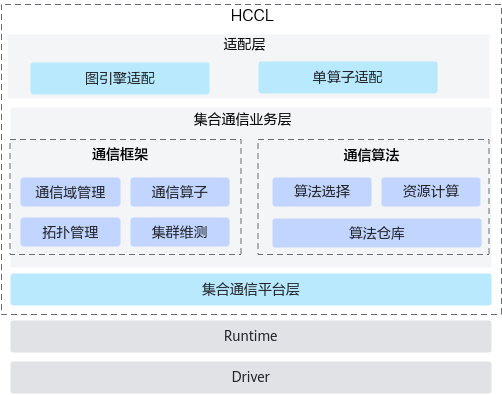 HCCL
适配层
图引擎适配 单算子适配
集合通信业务层
通信框架 通信算法
通信域管理 通信算子 算法选择 资源计算
拓扑管理 集群维测 算法仓库
集合通信平台层
Runtime
Driver